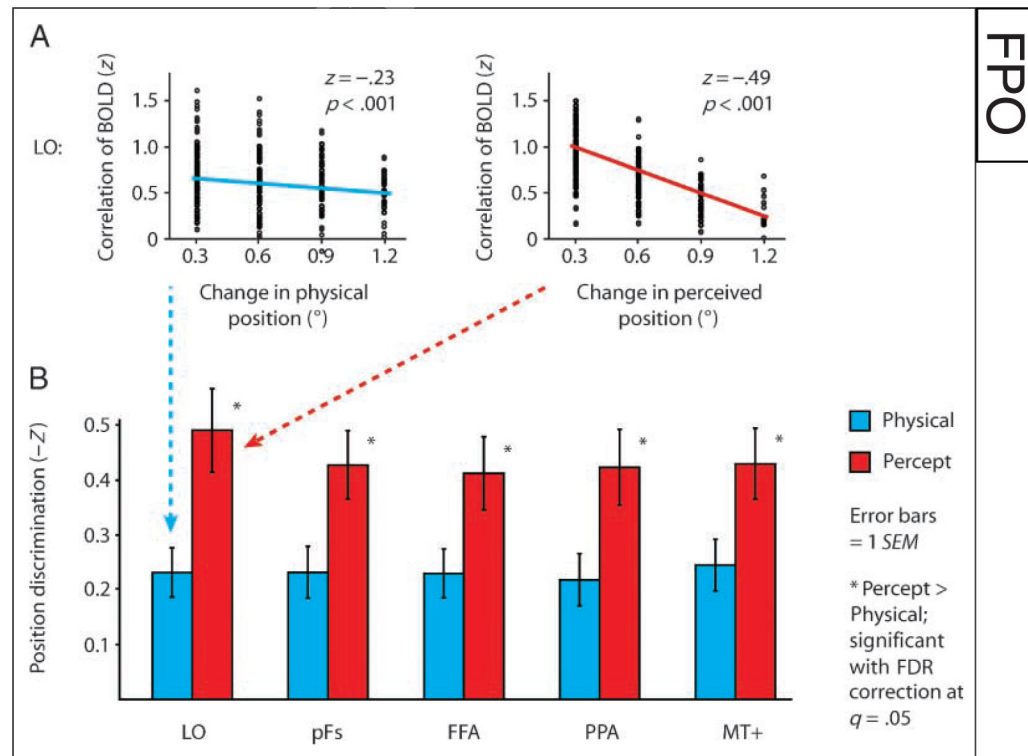 A
FPO
Correlation of BOLD (z)
1.5
1.0
0.5
0
z = –.23
p < .001
LO:
0.3 0.6 0.9 1.2
Change in physical
position (°)
Correlation of BOLD (z)
1.5
1.0
0.5
0
z = –.49
p < .001
0.3 0.6 0.9 1.2
Change in perceived
position (°)
B
Position discrimination (–Z)
0.5
0.4
0.3
0.2
0.1
* * * * *
LO pFs FFA PPA MT+
Physical
Percept
Error bars
= 1 SEM
* Percept >
Physical;
significant
with FDR
correction at
q = .05